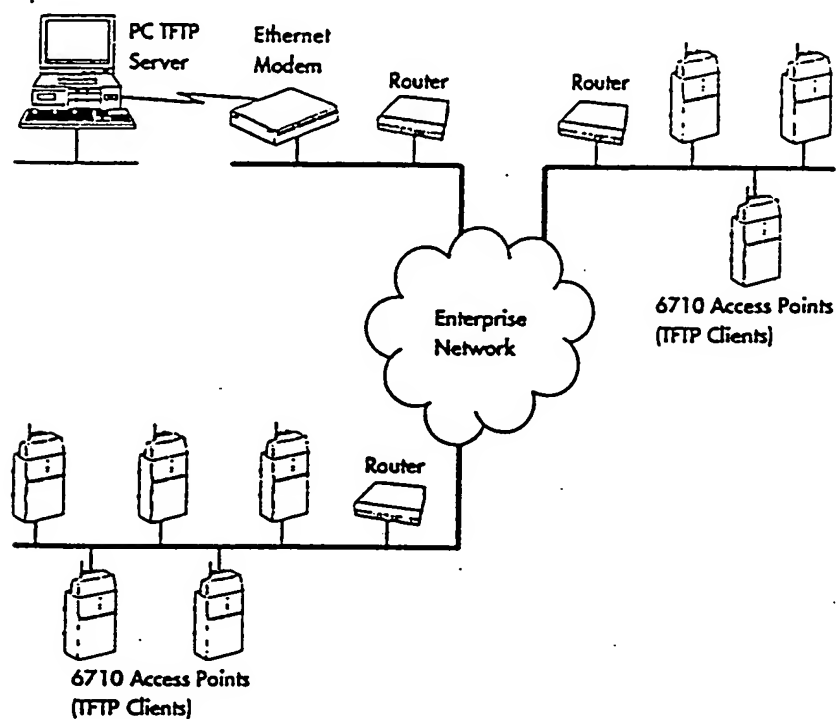 PC TFTP
Server
Ethernet
Modem
Router
Router
6710 Access Points
(TFTP Clients)
Enterprise
Network
Router
6710 Access Points
(TFTP Clients)